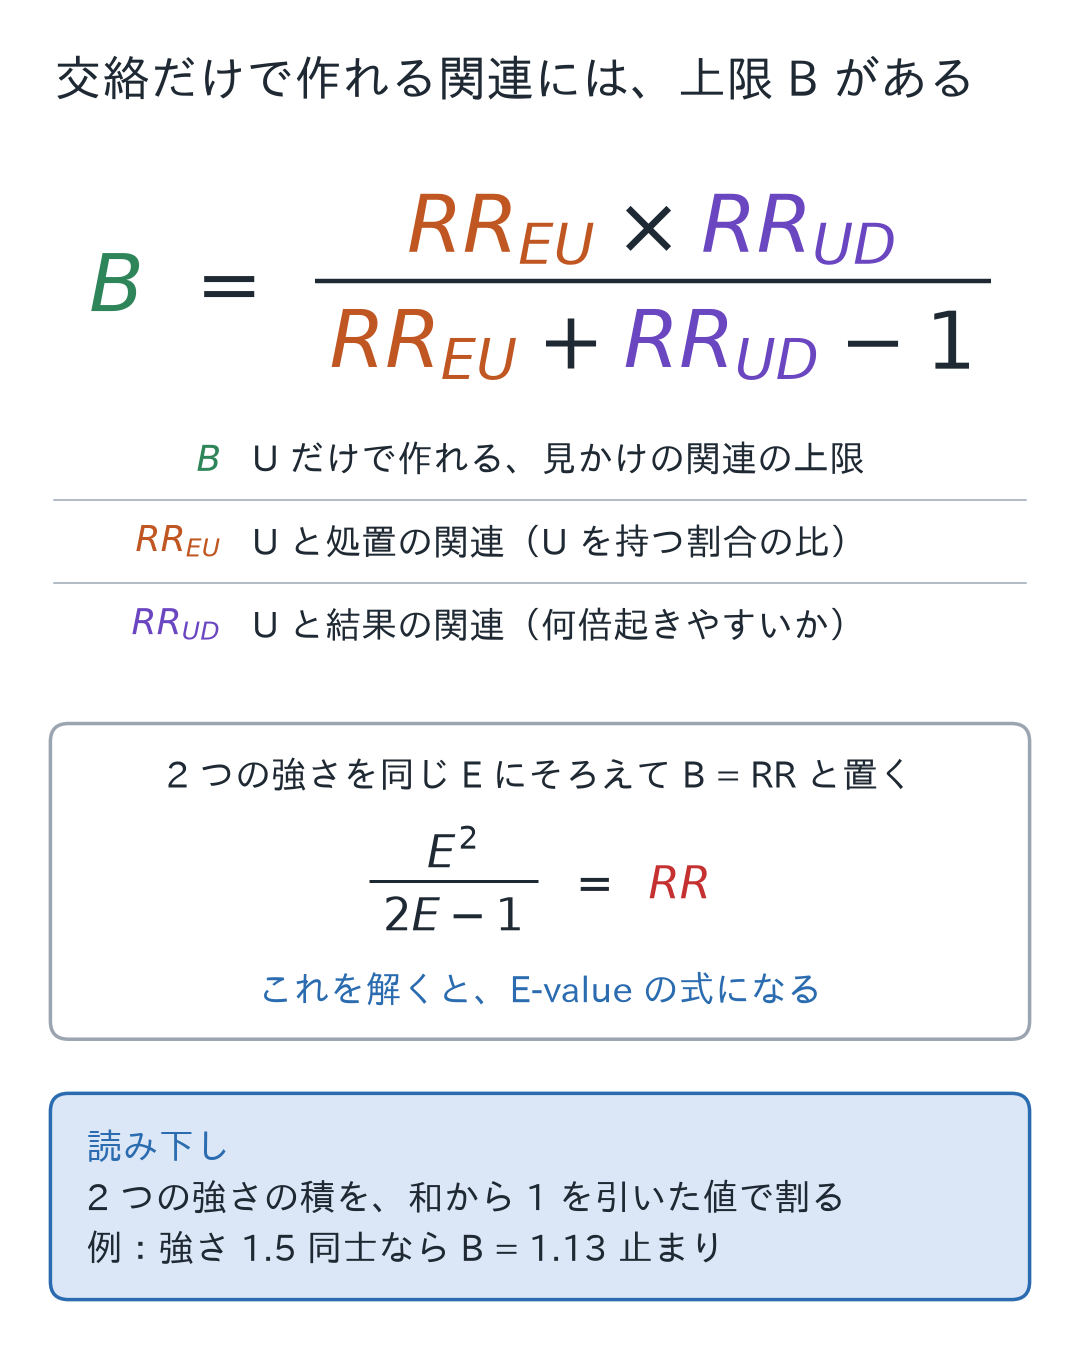 交絡だけで作れる関連には、上限 B がある
B = RR_EU × RR_UD / RR_EU + RR_UD − 1
B U だけで作れる、見かけの関連の上限
RR_EU U と処置の関連（U を持つ割合の比）
RR_UD U と結果の関連（何倍起きやすいか）
2 つの強さを同じ E にそろえて B = RR と置く
E² / 2E − 1 = RR
これを解くと、E-value の式になる
読み下し
2 つの強さの積を、和から 1 を引いた値で割る
例：強さ 1.5 同士なら B = 1.13 止まり